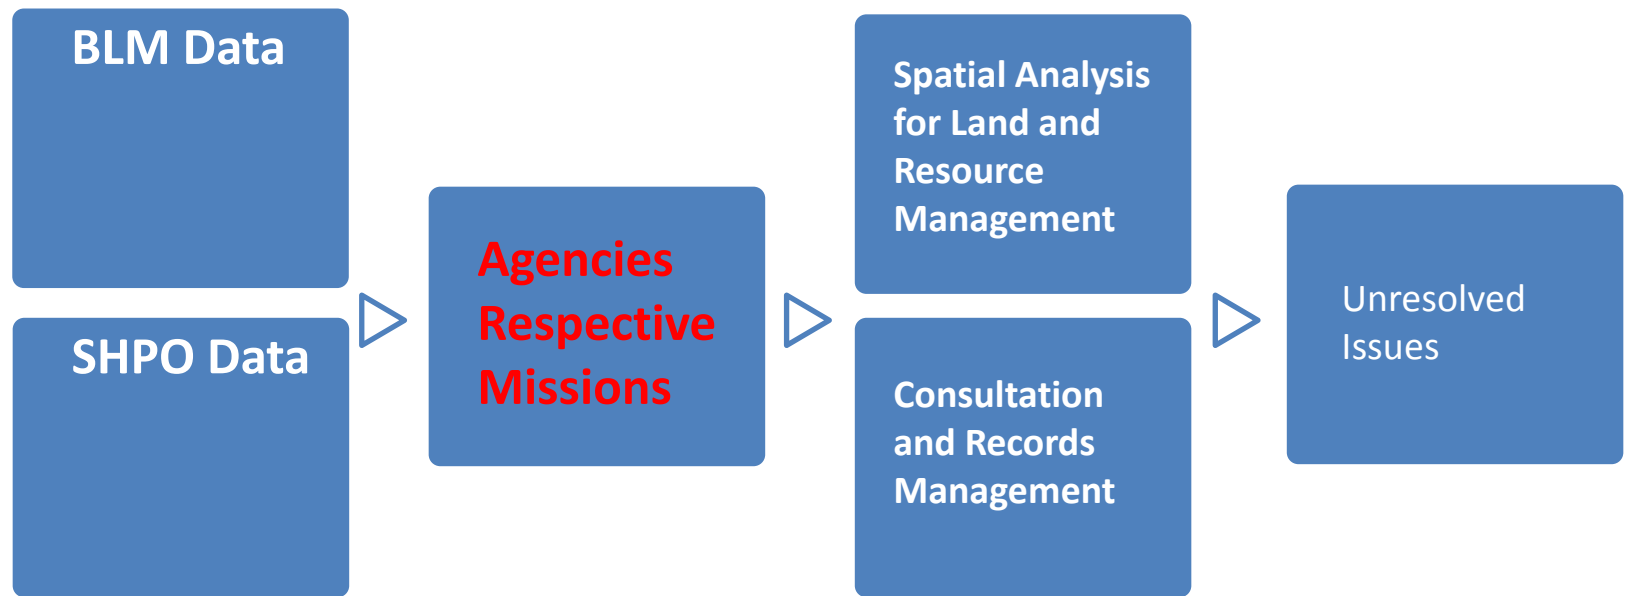 BLM Data
SHPO Data
Agencies
Respective
Missions
Spatial Analysis
for Land and
Resource
Management
Consultation
and Records
Management
Unresolved
Issues